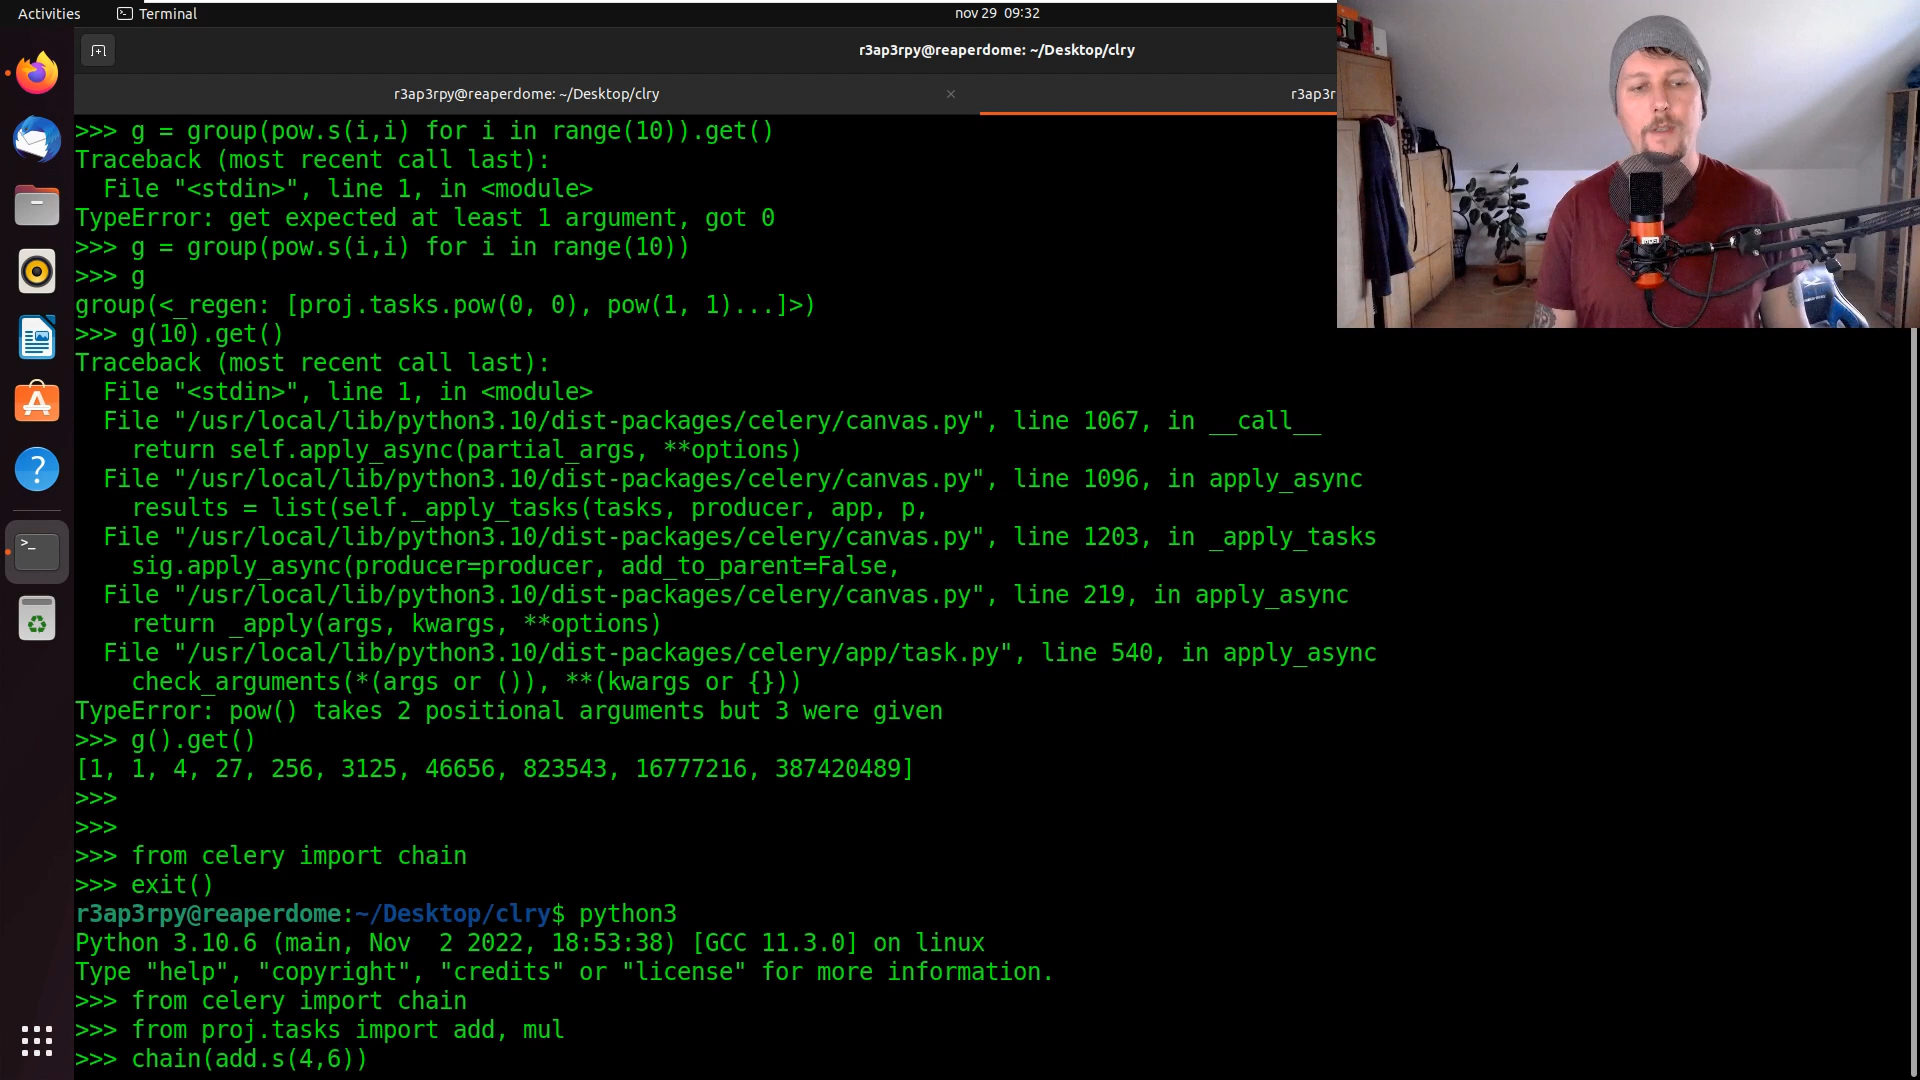 Activities
Terminal
nov 29 09:32
r3ap3rpy@reaperdome: ~/Desktop/clry
r3ap3rpy@reaperdome: ~/Desktop/clry
r3ap3r
>>> g = group(pow.s(i,i) for i in range(10)).get()
Traceback (most recent call last):
  File "<stdin>", line 1, in <module>
TypeError: get expected at least 1 argument, got 0
>>> g = group(pow.s(i,i) for i in range(10))
>>> g
group(<_regen: [proj.tasks.pow(0, 0), pow(1, 1)...]>)
>>> g(10).get()
Traceback (most recent call last):
  File "<stdin>", line 1, in <module>
  File "/usr/local/lib/python3.10/dist-packages/celery/canvas.py", line 1067, in __call__
    return self.apply_async(partial_args, **options)
  File "/usr/local/lib/python3.10/dist-packages/celery/canvas.py", line 1096, in apply_async
    results = list(self._apply_tasks(tasks, producer, app, p,
  File "/usr/local/lib/python3.10/dist-packages/celery/canvas.py", line 1203, in _apply_tasks
    sig.apply_async(producer=producer, add_to_parent=False,
  File "/usr/local/lib/python3.10/dist-packages/celery/canvas.py", line 219, in apply_async
    return _apply(args, kwargs, **options)
  File "/usr/local/lib/python3.10/dist-packages/celery/app/task.py", line 540, in apply_async
    check_arguments(*(args or ()), **(kwargs or {}))
TypeError: pow() takes 2 positional arguments but 3 were given
>>> g().get()
[1, 1, 4, 27, 256, 3125, 46656, 823543, 16777216, 387420489]
>>>
>>>
>>> from celery import chain
>>> exit()
r3ap3rpy@reaperdome:~/Desktop/clry$ python3
Python 3.10.6 (main, Nov  2 2022, 18:53:38) [GCC 11.3.0] on linux
Type "help", "copyright", "credits" or "license" for more information.
>>> from celery import chain
>>> from proj.tasks import add, mul
>>> chain(add.s(4,6))